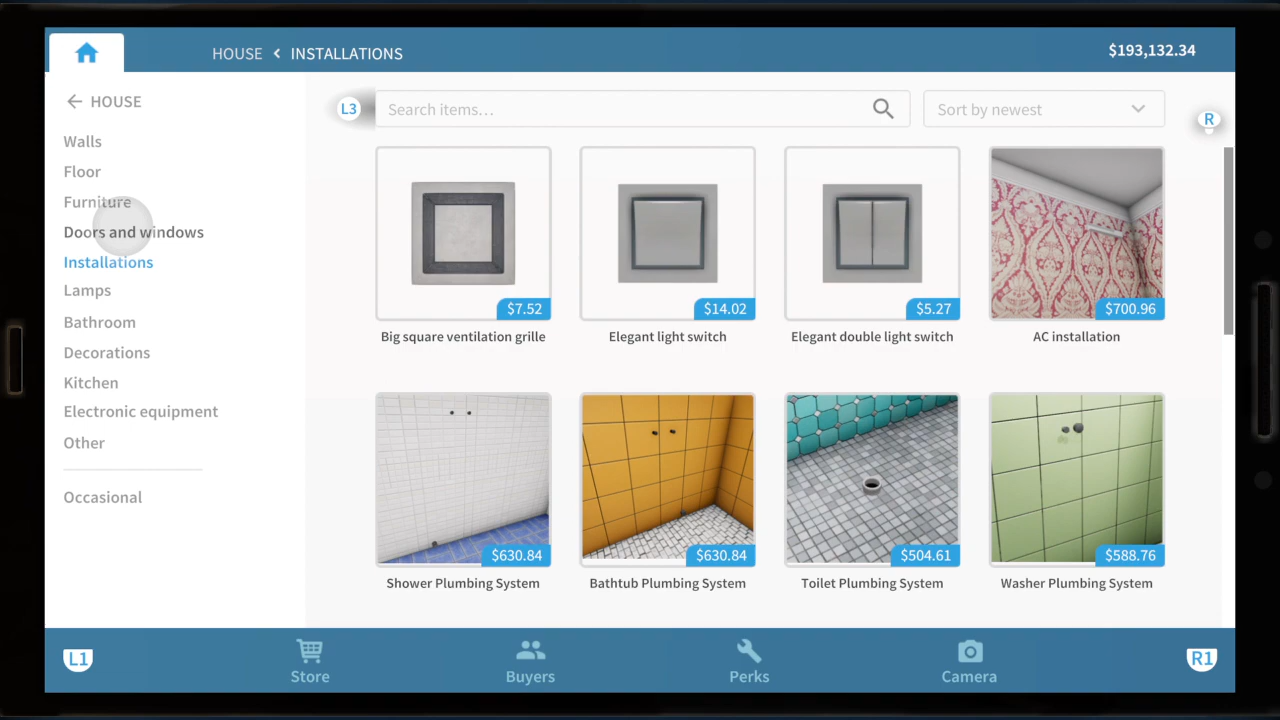 HOUSE < INSTALLATIONS
$193,132.34
HOUSE
Walls
Floor
Furniture
Doors and windows
Installations
Lamps
Bathroom
Decorations
Kitchen
Electronic equipment
Other
Occasional
L3
Search items...
Sort by newest
R
$7.52
$14.02
$5.27
$700.96
Big square ventilation grille
Elegant light switch
Elegant double light switch
AC installation
$630.84
$630.84
$504.61
$588.76
Shower Plumbing System
Bathtub Plumbing System
Toilet Plumbing System
Washer Plumbing System
L1
Store
Buyers
Perks
Camera
R1